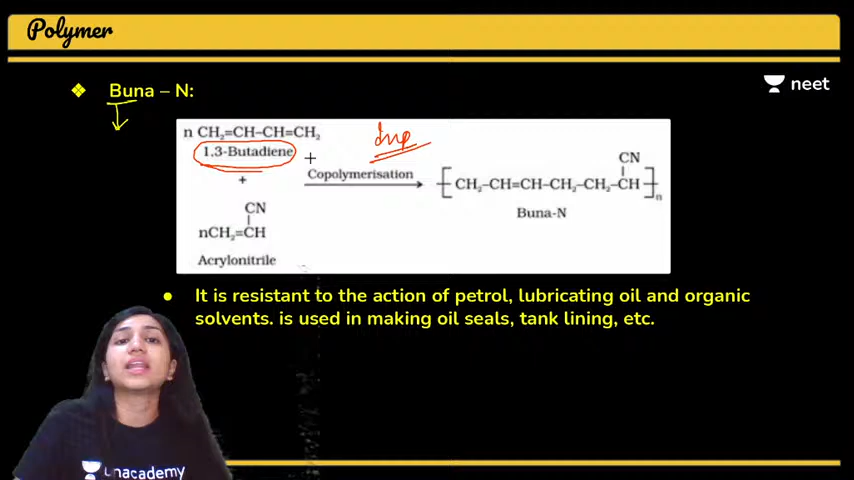 Polymer
❖ Buna – N:
neet
n CH₂=CH–CH=CH₂
1,3-Butadiene
Imp
+
+
Copolymerisation
CN
CH₂–CH=CH–CH₂–CH₂–CH
n
Buna-N
CN
nCH₂=CH
Acrylonitrile
● It is resistant to the action of petrol, lubricating oil and organic
solvents. is used in making oil seals, tank lining, etc.
unacademy